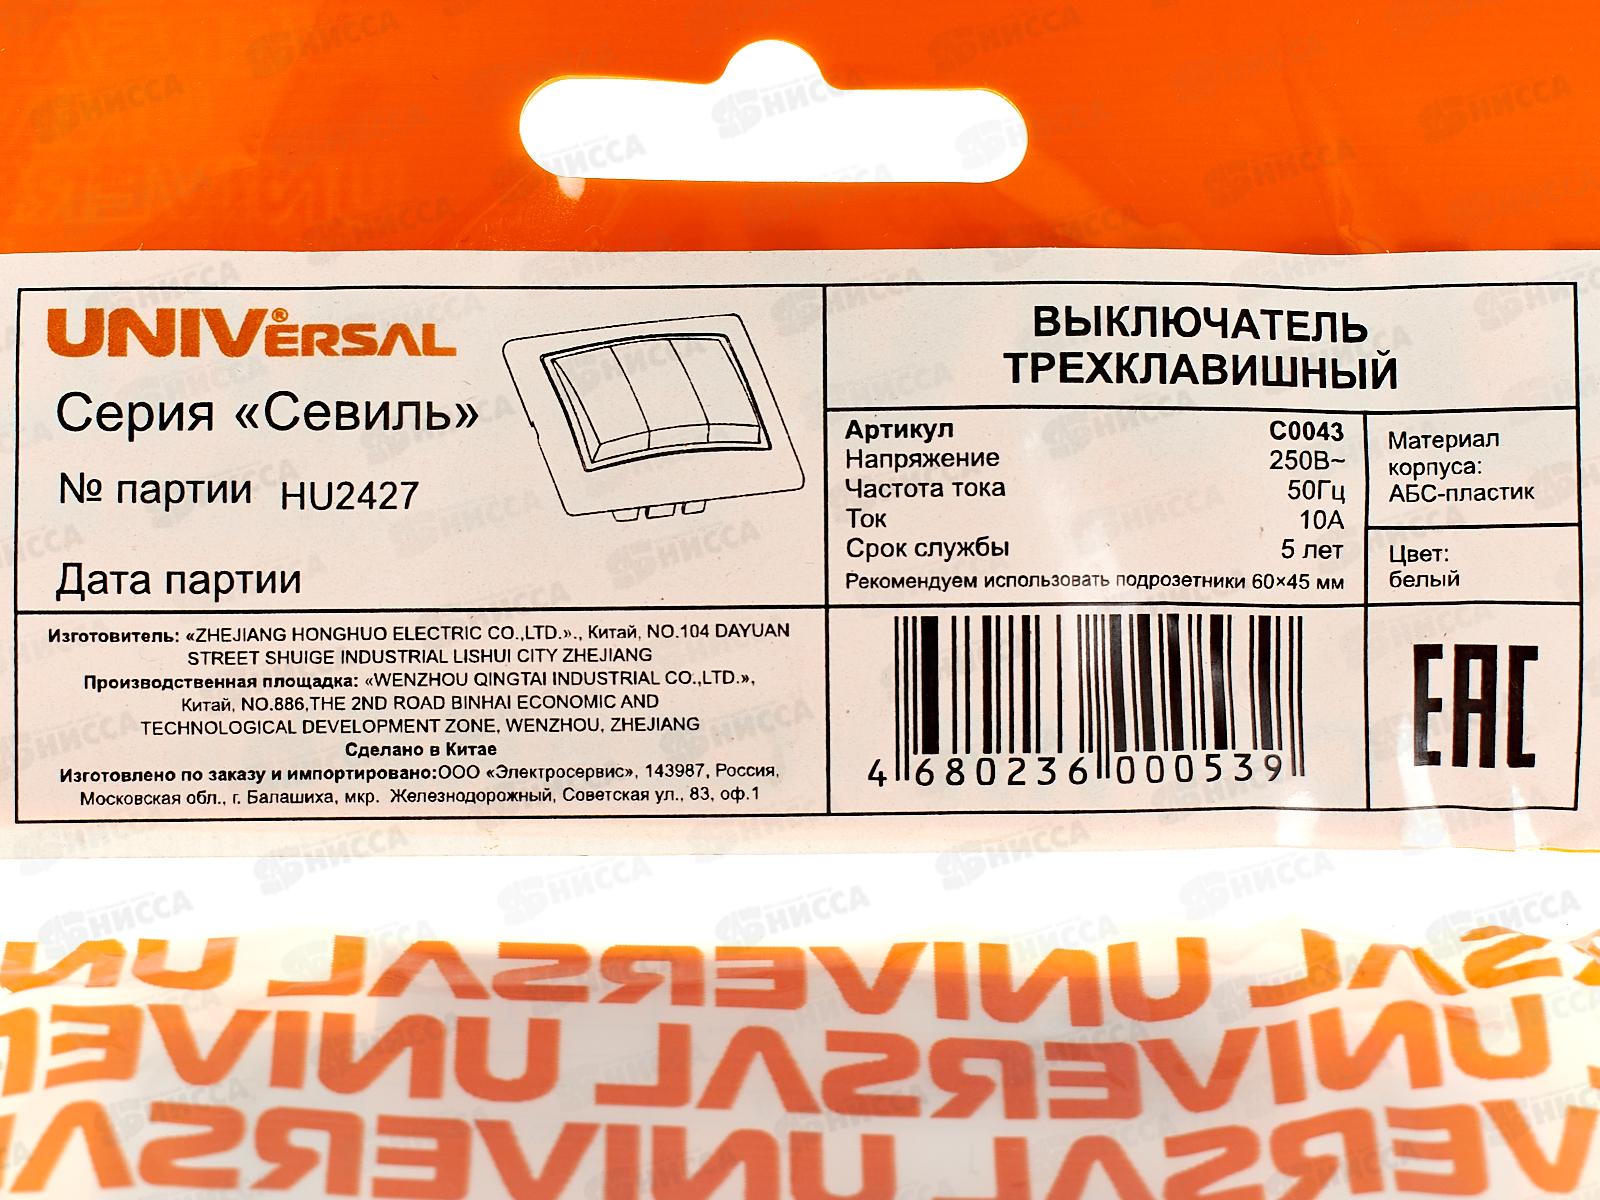 UNIVERSAL®
Серия «Севиль»
№ партии HU2427
Дата партии
ВЫКЛЮЧАТЕЛЬ
ТРЕХКЛАВИШНЫЙ
Артикул С0043
Напряжение 250В~
Частота тока 50Гц
Ток 10А
Срок службы 5 лет
Рекомендуем использовать подрозетники 60×45 мм
Материал
корпуса:
АБС-пластик
Цвет:
белый
Изготовитель: «ZHEJIANG HONGHUO ELECTRIC CO.,LTD.»., Китай, NO.104 DAYUAN
STREET SHUIGE INDUSTRIAL LISHUI CITY ZHEJIANG
Производственная площадка: «WENZHOU QINGTAI INDUSTRIAL CO.,LTD.»,
Китай, NO.886,THE 2ND ROAD BINHAI ECONOMIC AND
TECHNOLOGICAL DEVELOPMENT ZONE, WENZHOU, ZHEJIANG
Сделано в Китае
Изготовлено по заказу и импортировано:ООО «Электросервис», 143987, Россия,
Московская обл., г. Балашиха, мкр. Железнодорожный, Советская ул., 83, оф.1
4 680236 000539
EAC
UNIVERSAL UNIVERSAL UN
UNIVERSAL UNIVE
VERSAL UNIVERSAL
НИССА